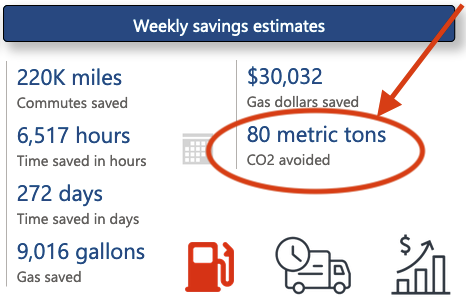 Weekly savings estimates
220K miles
Commutes saved
6,517 hours
Time saved in hours
272 days
Time saved in days
9,016 gallons
Gas saved
$30,032
Gas dollars saved
80 metric tons
CO2 avoided
$